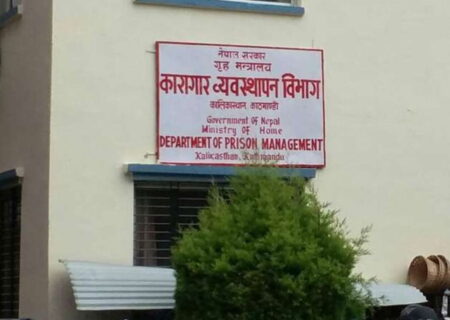 नेपाल सरकार
गृह मन्त्रालय
कारागार व्यवस्थापन विभाग
कालिकास्थान, काठमाण्डौं
Government of Nepal
Ministry of Home
DEPARTMENT OF PRISON MANAGEMENT
Kalicasthan, Kathmandu